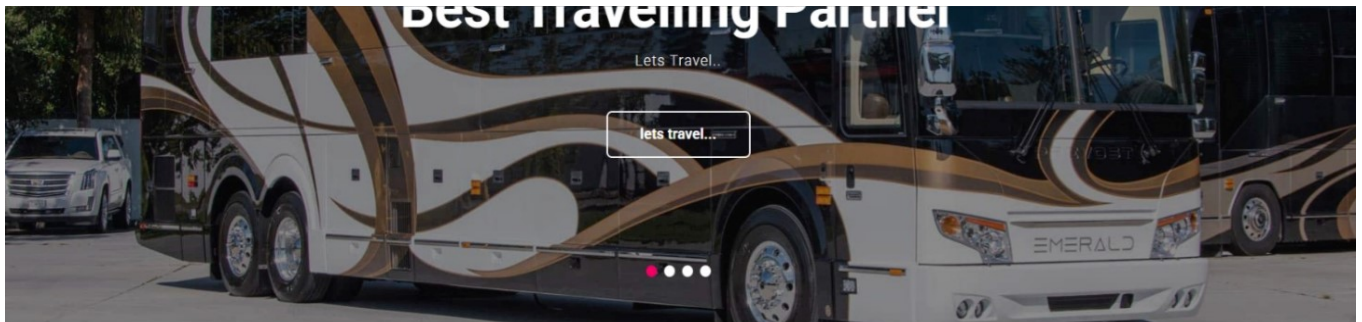 Best Travelling Partner
Lets Travel..
lets travel...
EMERALD